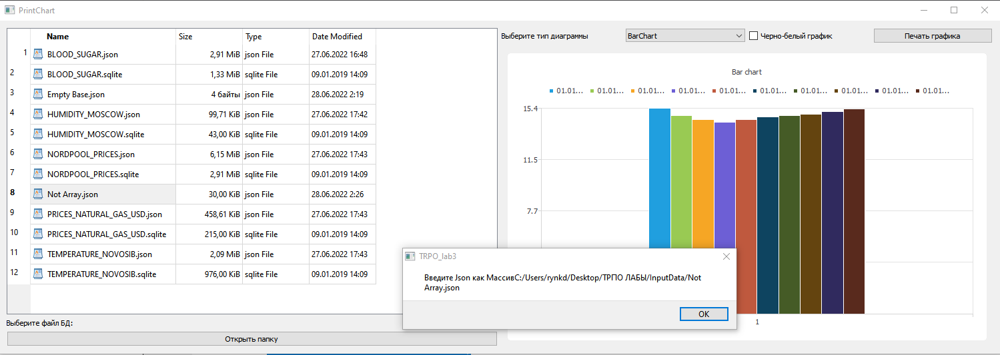 PrintChart
Name Size Type Date Modified
1 BLOOD_SUGAR.json 2,91 MiB json File 27.06.2022 16:48
2 BLOOD_SUGAR.sqlite 1,33 MiB sqlite File 09.01.2019 14:09
3 Empty Base.json 4 байты json File 28.06.2022 2:19
4 HUMIDITY_MOSCOW.json 99,71 KiB json File 27.06.2022 17:42
5 HUMIDITY_MOSCOW.sqlite 43,00 KiB sqlite File 09.01.2019 14:09
6 NORDPOOL_PRICES.json 6,15 MiB json File 27.06.2022 17:43
7 NORDPOOL_PRICES.sqlite 2,91 MiB sqlite File 09.01.2019 14:09
8 Not Array.json 30,00 KiB json File 28.06.2022 2:26
9 PRICES_NATURAL_GAS_USD.json 458,61 KiB json File 27.06.2022 17:43
10 PRICES_NATURAL_GAS_USD.sqlite 215,00 KiB sqlite File 09.01.2019 14:09
11 TEMPERATURE_NOVOSIB.json 2,09 MiB json File 27.06.2022 17:43
12 TEMPERATURE_NOVOSIB.sqlite 976,00 KiB sqlite File 09.01.2019 14:09
Выберите файл БД:
Открыть папку
Выберите тип диаграммы BarChart Черно-белый график Печать графика
Bar chart
01.01... 01.01... 01.01... 01.01... 01.01... 01.01... 01.01... 01.01... 01.01... 01.01...
15.4
11.5
7.7
1
TRPO_lab3
Введите Json как МассивC:/Users/rynkd/Desktop/ТРПО ЛАБЫ/InputData/Not
Array.json
OK